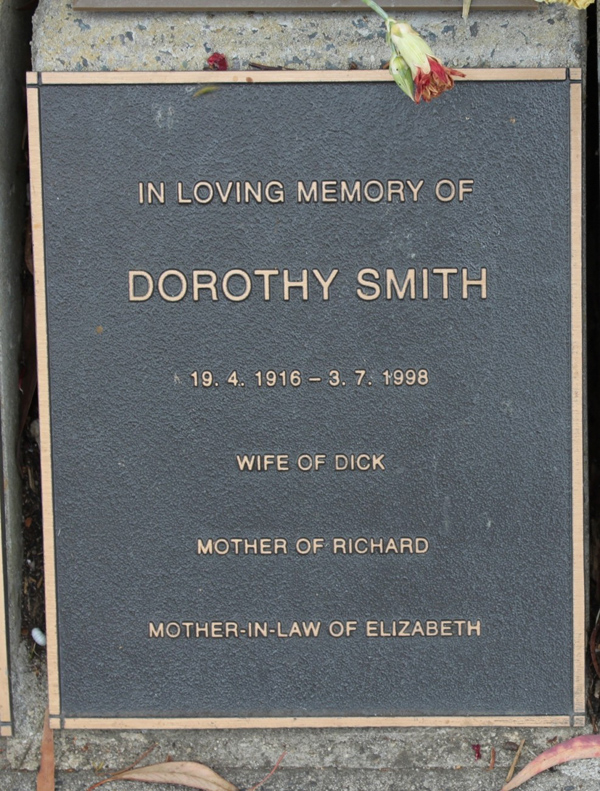 IN LOVING MEMORY OF
DOROTHY SMITH
19. 4. 1916 – 3. 7. 1998
WIFE OF DICK
MOTHER OF RICHARD
MOTHER-IN-LAW OF ELIZABETH